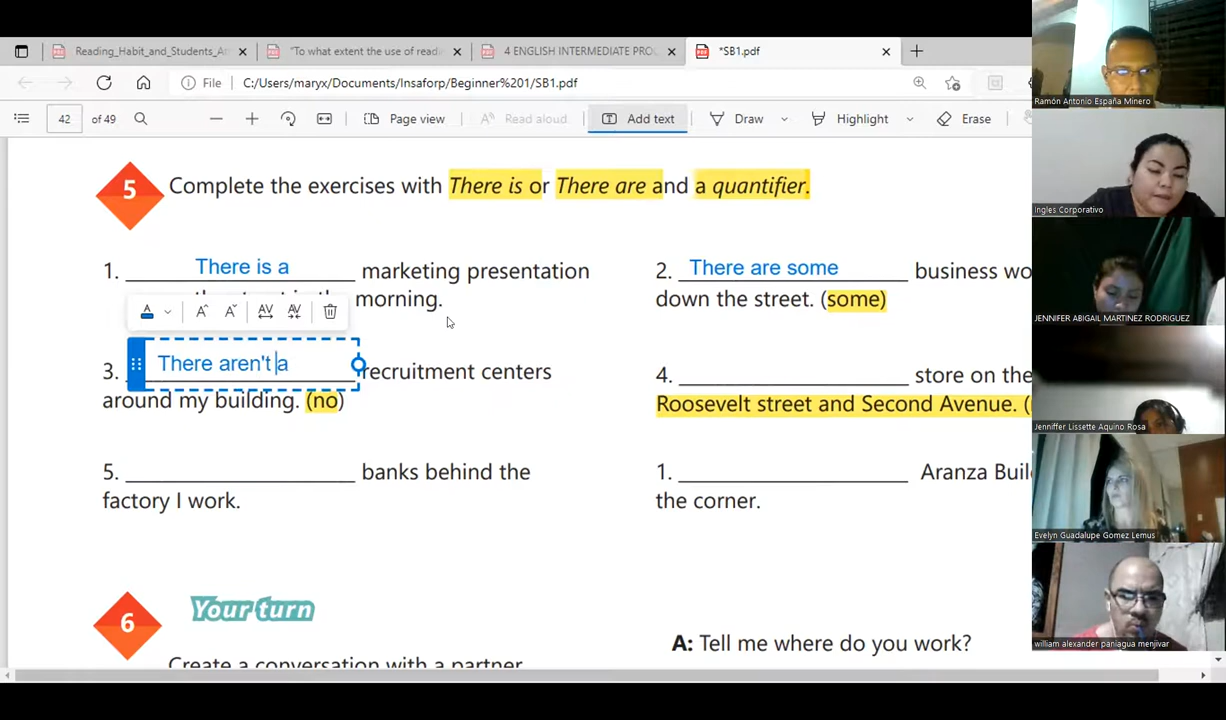 Reading_Habit_and_Students_At
"To what extent the use of readi
4 ENGLISH INTERMEDIATE PRO
*SB1.pdf
File C:/Users/maryx/Documents/Insaforp/Beginner%201/SB1.pdf
42 of 49 Page view Read aloud Add text Draw Highlight Erase
5 Complete the exercises with There is or There are and a quantifier.
1. There is a marketing presentation
morning.
2. There are some business wo
down the street. (some)
3. There aren't a recruitment centers
around my building. (no)
4. store on the
Roosevelt street and Second Avenue. (
5. banks behind the
factory I work.
1. Aranza Buil
the corner.
6 Your turn
Create a conversation with a partner
A: Tell me where do you work?
Ramón Antonio España Minero
Ingles Corporativo
JENNIFER ABIGAIL MARTINEZ RODRIGUEZ
Jenniffer Lissette Aquino Rosa
Evelyn Guadalupe Gomez Lemus
william alexander paniagua menjivar